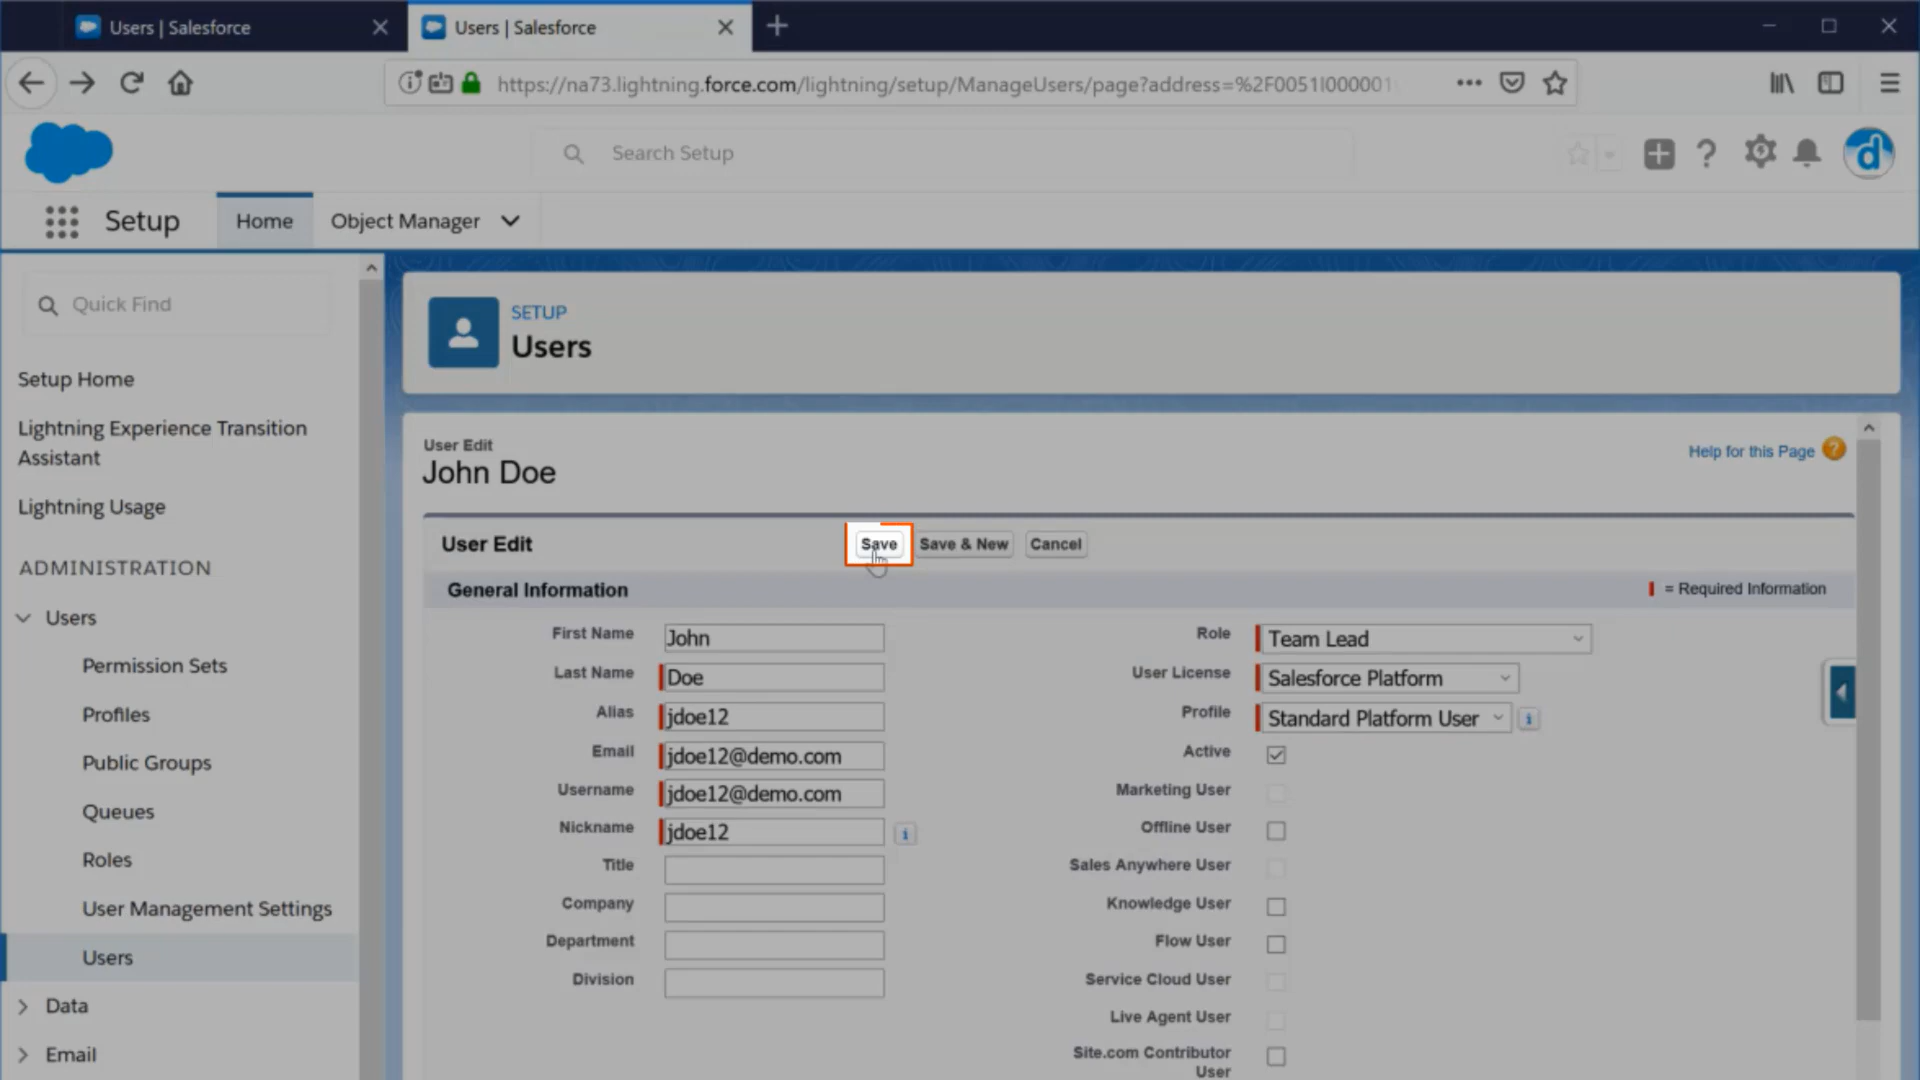 Users | Salesforce
Users | Salesforce
https://na73.lightning.force.com/lightning/setup/ManageUsers/page?address=%2F0051I000001
Search Setup
Setup
Home
Object Manager
Quick Find
Setup Home
Lightning Experience Transition
Assistant
Lightning Usage
ADMINISTRATION
Users
Permission Sets
Profiles
Public Groups
Queues
Roles
User Management Settings
Users
Data
Email
SETUP
Users
User Edit
John Doe
Help for this Page
User Edit
Save
Save & New
Cancel
General Information
= Required Information
First Name
John
Last Name
Doe
Alias
jdoe12
Email
jdoe12@demo.com
Username
jdoe12@demo.com
Nickname
jdoe12
Title
Company
Department
Division
Role
Team Lead
User License
Salesforce Platform
Profile
Standard Platform User
Active
Marketing User
Offline User
Sales Anywhere User
Knowledge User
Flow User
Service Cloud User
Live Agent User
Site.com Contributor
User